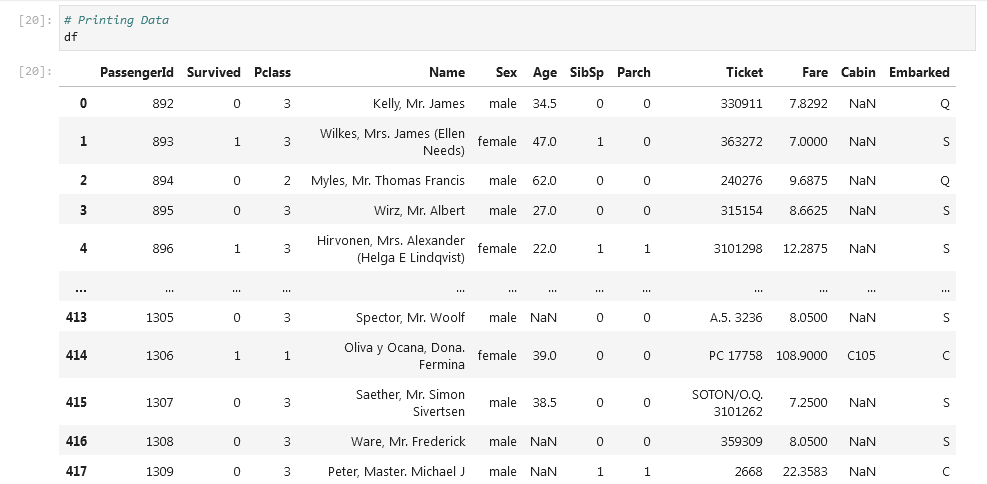 [20]: # Printing Data
df
[20]: PassengerId Survived Pclass Name Sex Age SibSp Parch Ticket Fare Cabin Embarked
0 892 0 3 Kelly, Mr. James male 34.5 0 0 330911 7.8292 NaN Q
1 893 1 3 Wilkes, Mrs. James (Ellen Needs) female 47.0 1 0 363272 7.0000 NaN S
2 894 0 2 Myles, Mr. Thomas Francis male 62.0 0 0 240276 9.6875 NaN Q
3 895 0 3 Wirz, Mr. Albert male 27.0 0 0 315154 8.6625 NaN S
4 896 1 3 Hirvonen, Mrs. Alexander (Helga E Lindqvist) female 22.0 1 1 3101298 12.2875 NaN S
... ... ... ... ... ... ... ... ... ... ... ... ...
413 1305 0 3 Spector, Mr. Woolf male NaN 0 0 A.5. 3236 8.0500 NaN S
414 1306 1 1 Oliva y Ocana, Dona. Fermina female 39.0 0 0 PC 17758 108.9000 C105 C
415 1307 0 3 Saether, Mr. Simon Sivertsen male 38.5 0 0 SOTON/O.Q. 3101262 7.2500 NaN S
416 1308 0 3 Ware, Mr. Frederick male NaN 0 0 359309 8.0500 NaN S
417 1309 0 3 Peter, Master. Michael J male NaN 1 1 2668 22.3583 NaN C